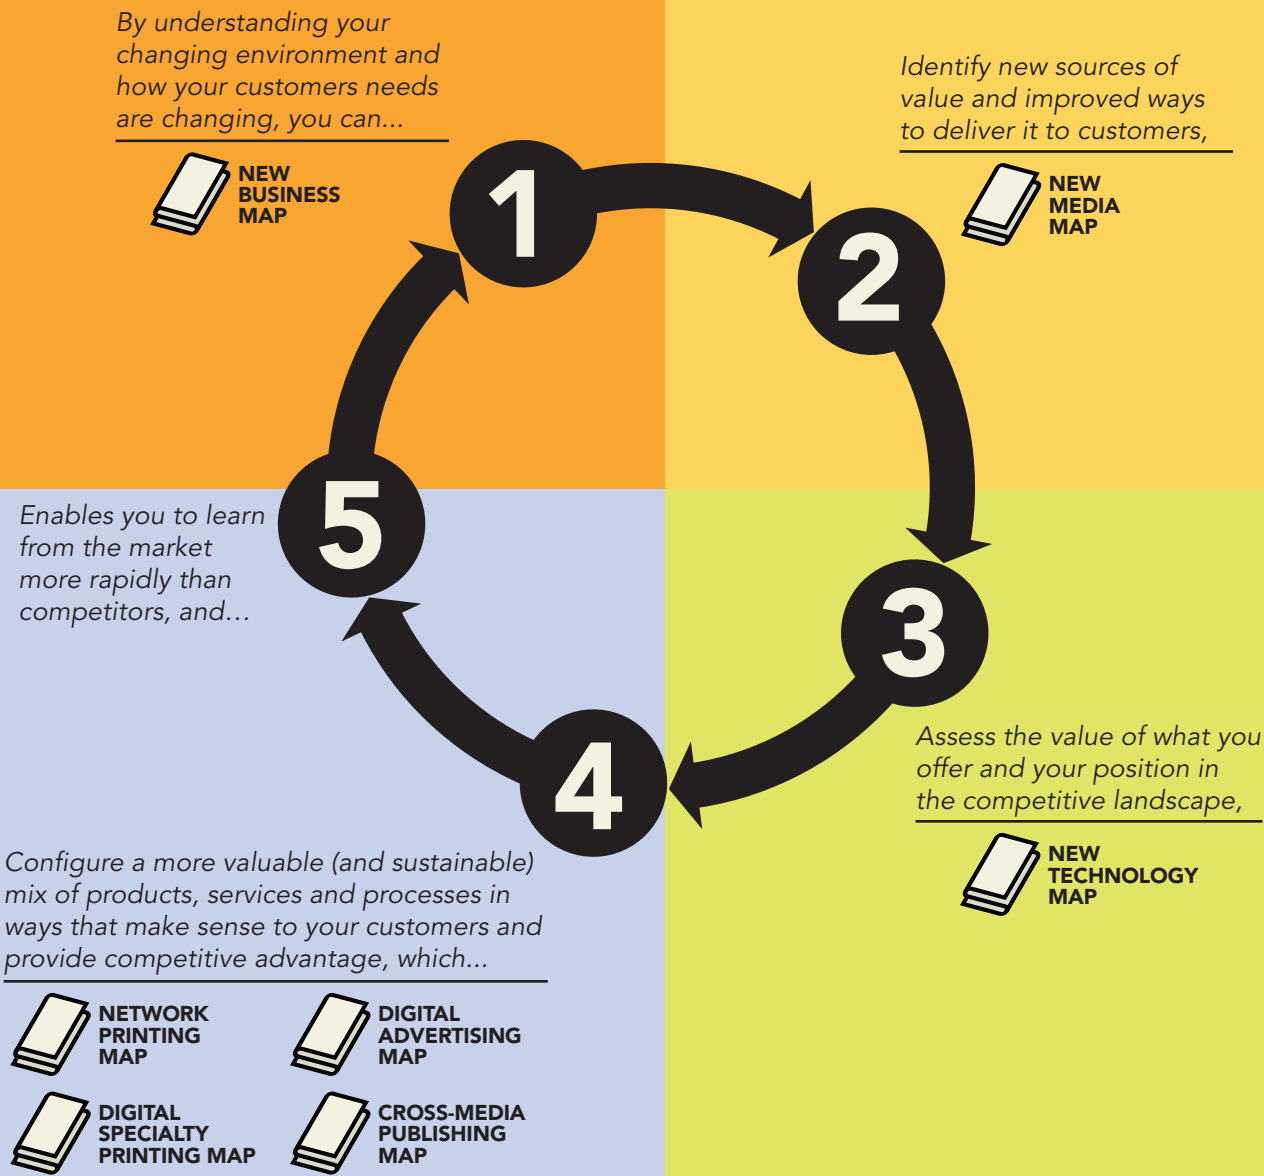 By understanding your
changing environment and
how your customers needs
are changing, you can...
NEW
BUSINESS
MAP
1
Identify new sources of
value and improved ways
to deliver it to customers,
NEW
MEDIA
MAP
2
3
Assess the value of what you
offer and your position in
the competitive landscape,
NEW
TECHNOLOGY
MAP
4
Configure a more valuable (and sustainable)
mix of products, services and processes in
ways that make sense to your customers and
provide competitive advantage, which...
NETWORK
PRINTING
MAP
DIGITAL
ADVERTISING
MAP
DIGITAL
SPECIALTY
PRINTING MAP
CROSS-MEDIA
PUBLISHING
MAP
5
Enables you to learn
from the market
more rapidly than
competitors, and…